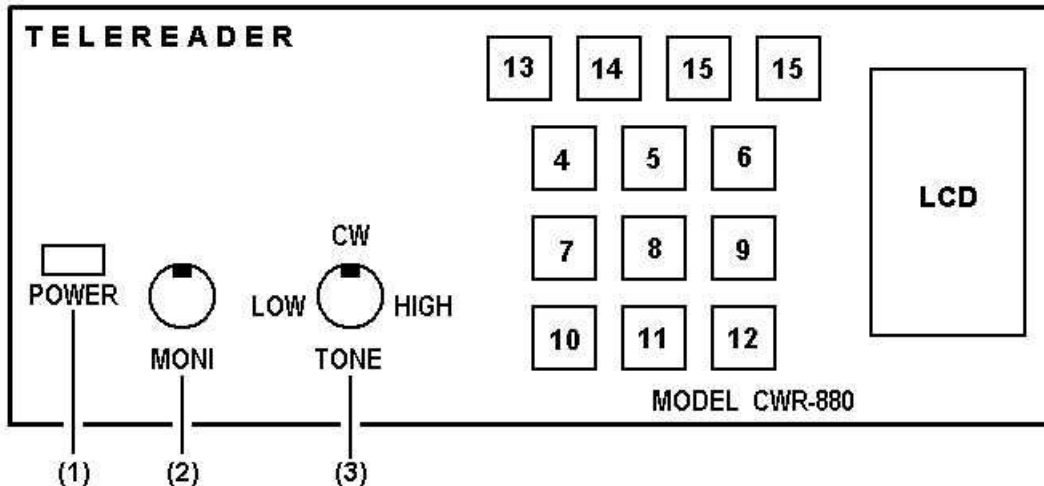 TELEREADER
13 14 15 15
4 5 6
LCD
7 8 9
CW
POWER
LOW HIGH
10 11 12
MONI TONE
MODEL CWR-880
(1) (2) (3)